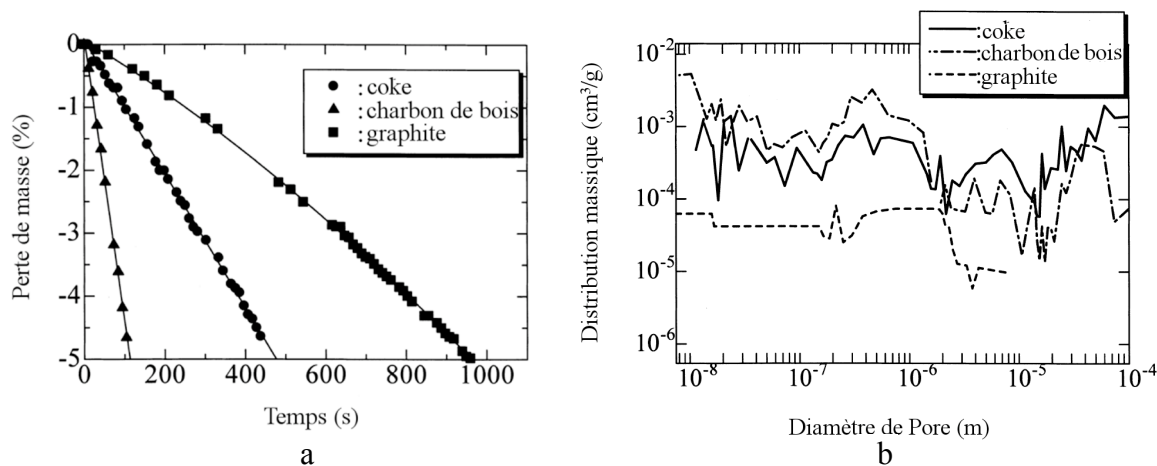 a
Perte de masse (%)
0
-1
-2
-3
-4
-5
0
200
400
600
800
1000
Temps (s)
: coke
: charbon de bois
: graphite
a
b
Distribution massique (cm³/g)
10⁻²
10⁻³
10⁻⁴
10⁻⁵
10⁻⁶
10⁻⁸
10⁻⁷
10⁻⁶
10⁻⁵
10⁻⁴
Diamètre de Pore (m)
:coke
:charbon de bois
:graphite
b